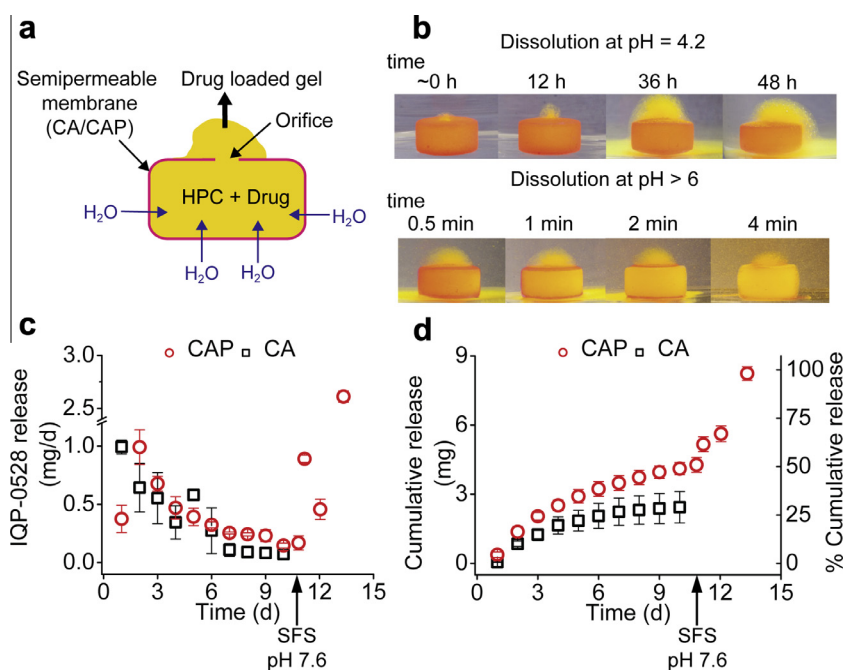 a
Semipermeable
membrane
(CA/CAP)
Drug loaded gel
Orifice
HPC + Drug
H₂O
H₂O
H₂O
H₂O
b
Dissolution at pH = 4.2
time
~0 h 12 h 36 h 48 h
Dissolution at pH > 6
time
0.5 min 1 min 2 min 4 min
c
CAP CA
IQP-0528 release
(mg/d)
3.0
2.5
1.0
0.5
0.0
0 3 6 9 12 15
Time (d)
SFS
pH 7.6
d
CAP CA
Cumulative release
(mg)
9
6
3
0
% Cumulative release
100
75
50
25
0
0 3 6 9 12 15
Time (d)
SFS
pH 7.6